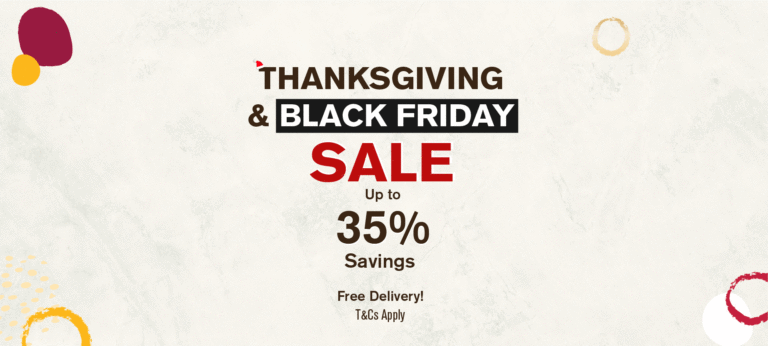 THANKSGIVING
& BLACK FRIDAY
SALE
Up to
35%
Savings
Free Delivery!
T&Cs Apply